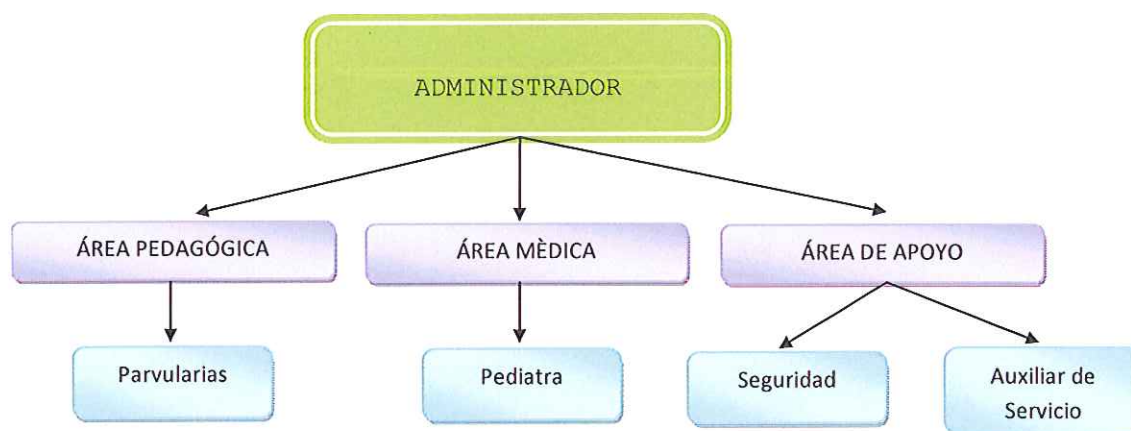 ADMINISTRADOR
ÁREA PEDAGÓGICA
ÁREA MÈDICA
ÁREA DE APOYO
Parvularias
Pediatra
Seguridad
Auxiliar de
Servicio